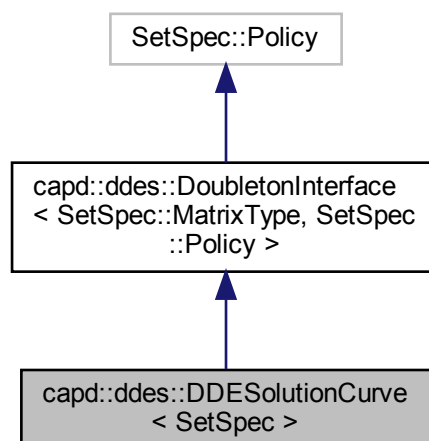 SetSpec::Policy
capd::ddes::DoubletonInterface
< SetSpec::MatrixType, SetSpec
::Policy >
capd::ddes::DDESolutionCurve
< SetSpec >